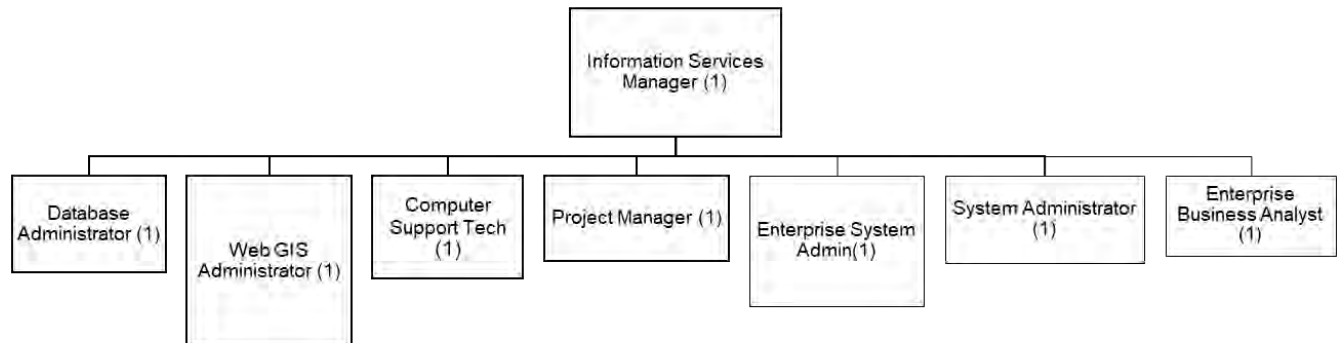 Information Services
Manager (1)
Database
Administrator (1)
Web GIS
Administrator (1)
Computer
Support Tech
(1)
Project Manager (1)
Enterprise System
Admin(1)
System Administrator
(1)
Enterprise
Business Analyst
(1)